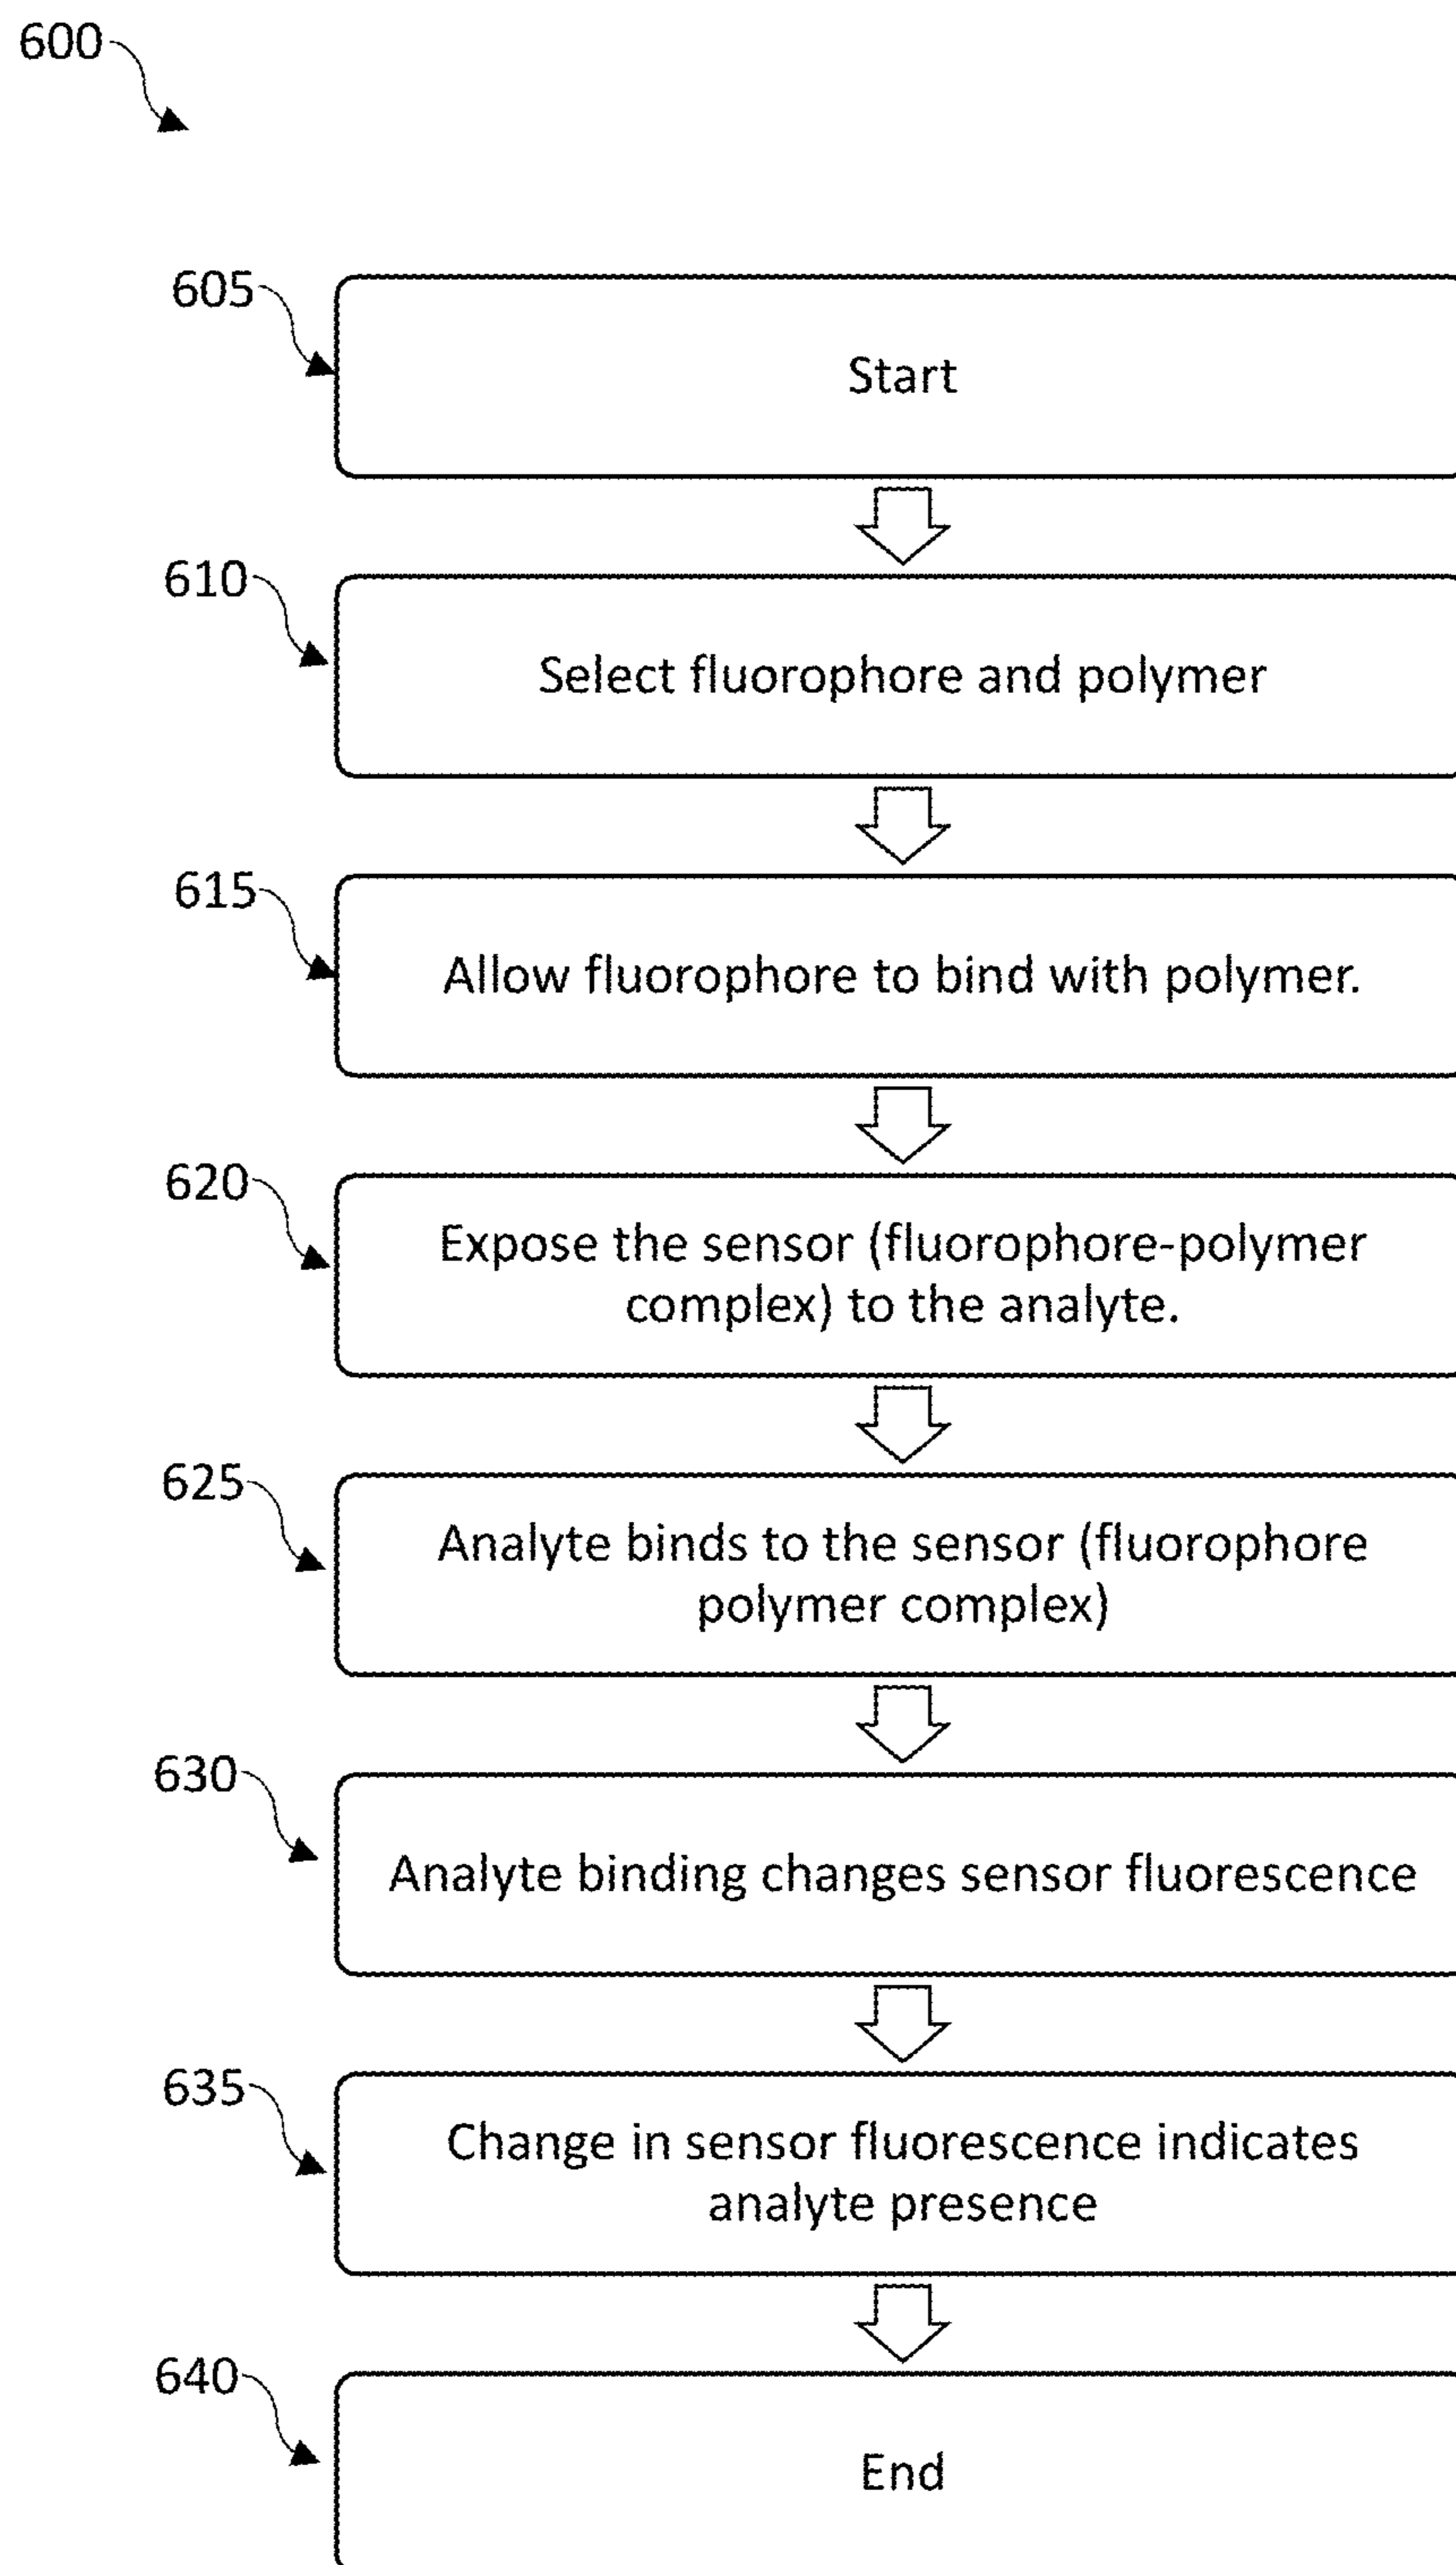 600
605
Start
610
Select fluorophore and polymer
615
Allow fluorophore to bind with polymer.
620
Expose the sensor (fluorophore-polymer
complex) to the analyte.
625
Analyte binds to the sensor (fluorophore
polymer complex)
630
Analyte binding changes sensor fluorescence
635
Change in sensor fluorescence indicates
analyte presence
640
End